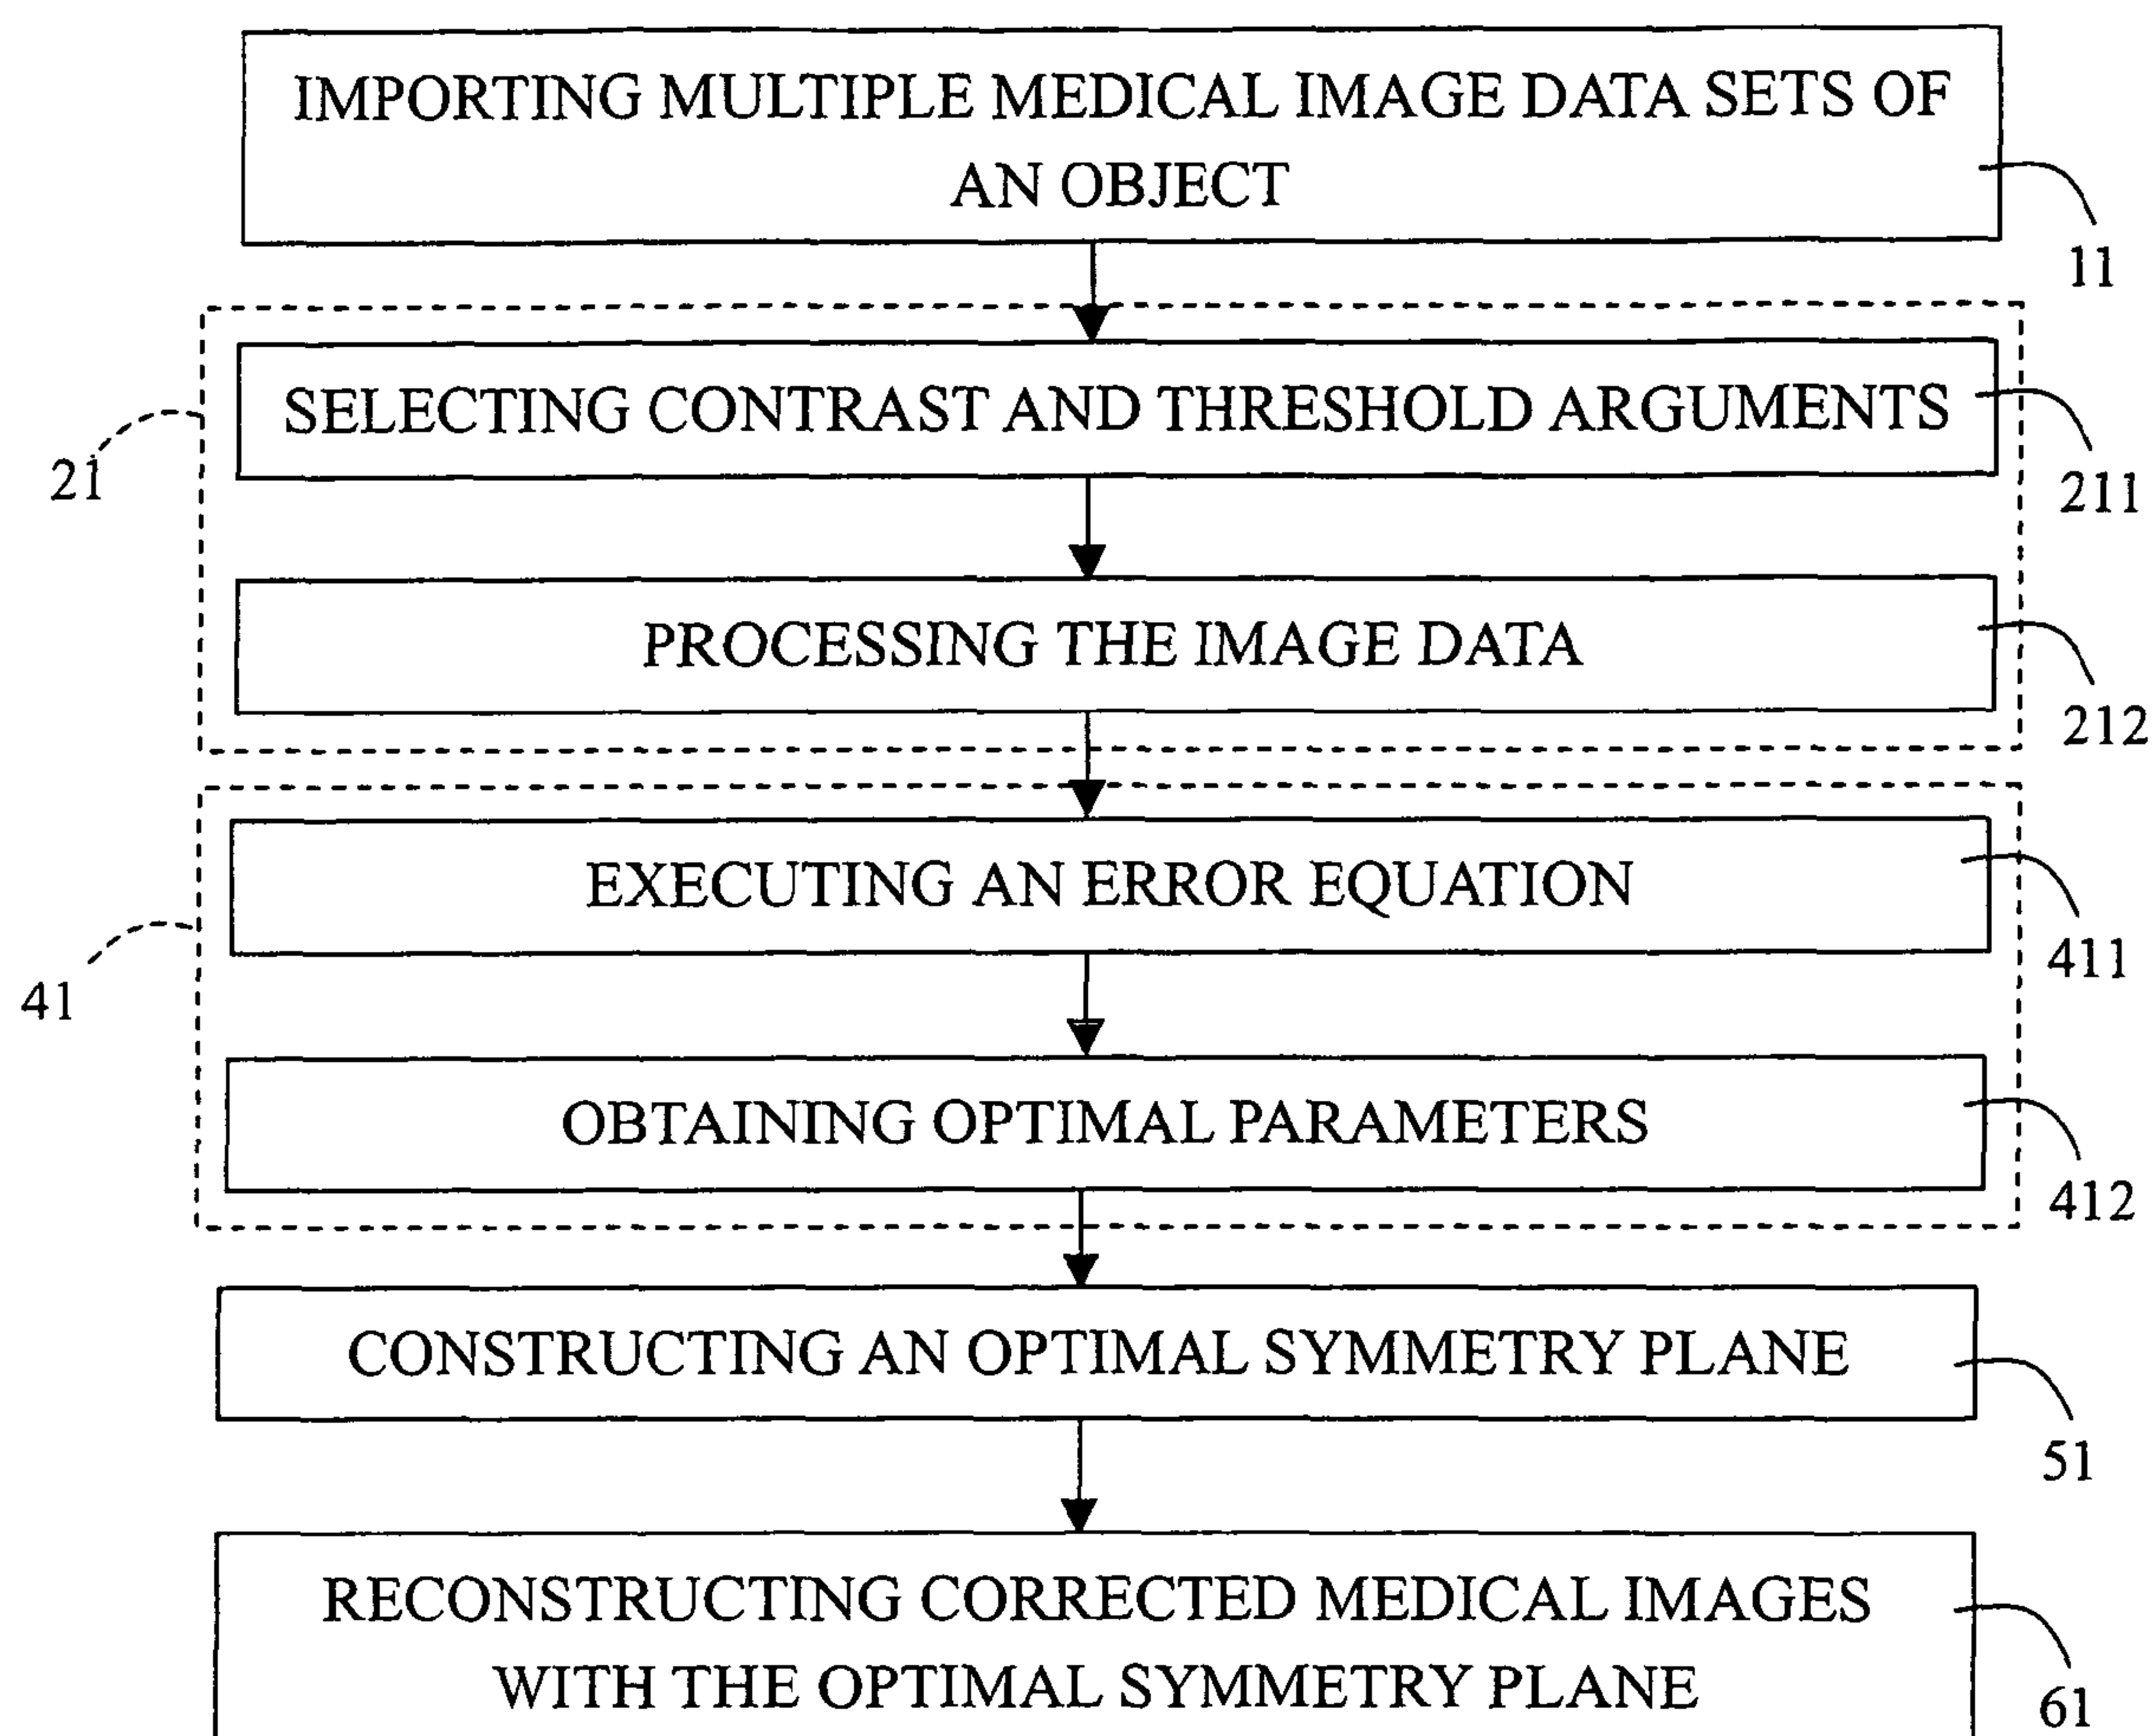 IMPORTING MULTIPLE MEDICAL IMAGE DATA SETS OF
AN OBJECT
11
SELECTING CONTRAST AND THRESHOLD ARGUMENTS
21
211
PROCESSING THE IMAGE DATA
212
EXECUTING AN ERROR EQUATION
411
41
OBTAINING OPTIMAL PARAMETERS
412
CONSTRUCTING AN OPTIMAL SYMMETRY PLANE
51
RECONSTRUCTING CORRECTED MEDICAL IMAGES
WITH THE OPTIMAL SYMMETRY PLANE
61